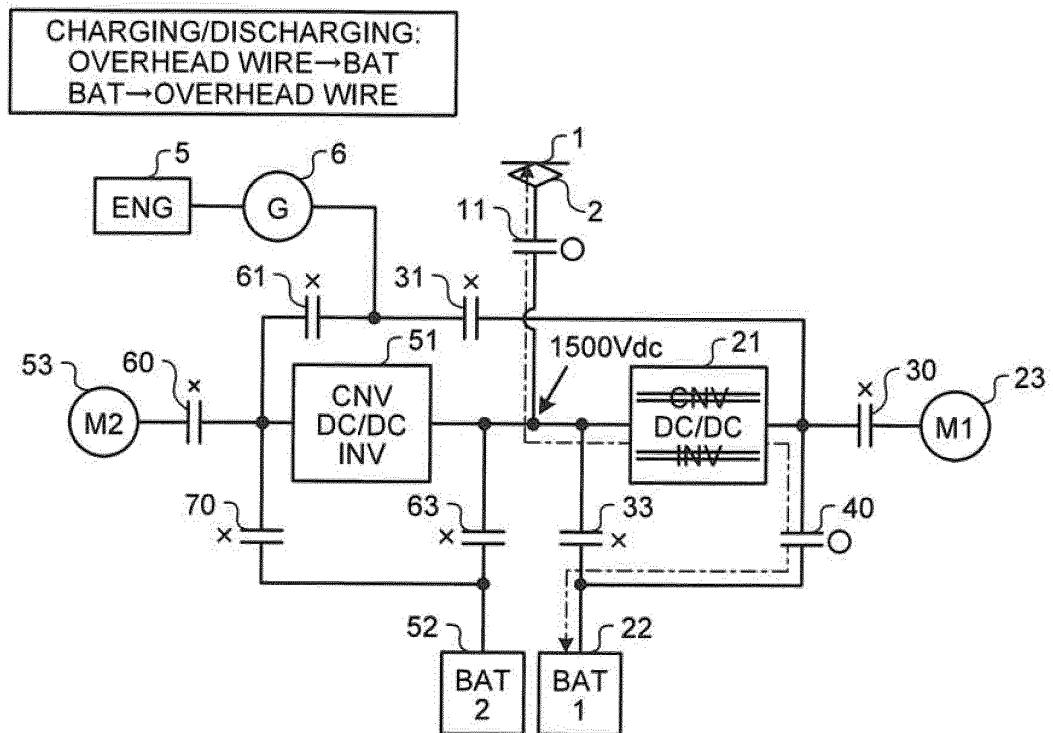 CHARGING/DISCHARGING:
OVERHEAD WIRE→BAT
BAT→OVERHEAD WIRE
5
6
1
ENG
G
2
11
61
×
31
×
1500Vdc
53
60
×
51
21
30
×
23
M2
CNV
DC/DC
INV
CNV
DC/DC
INV
M1
70
×
63
×
33
×
40
52
22
BAT
2
BAT
1